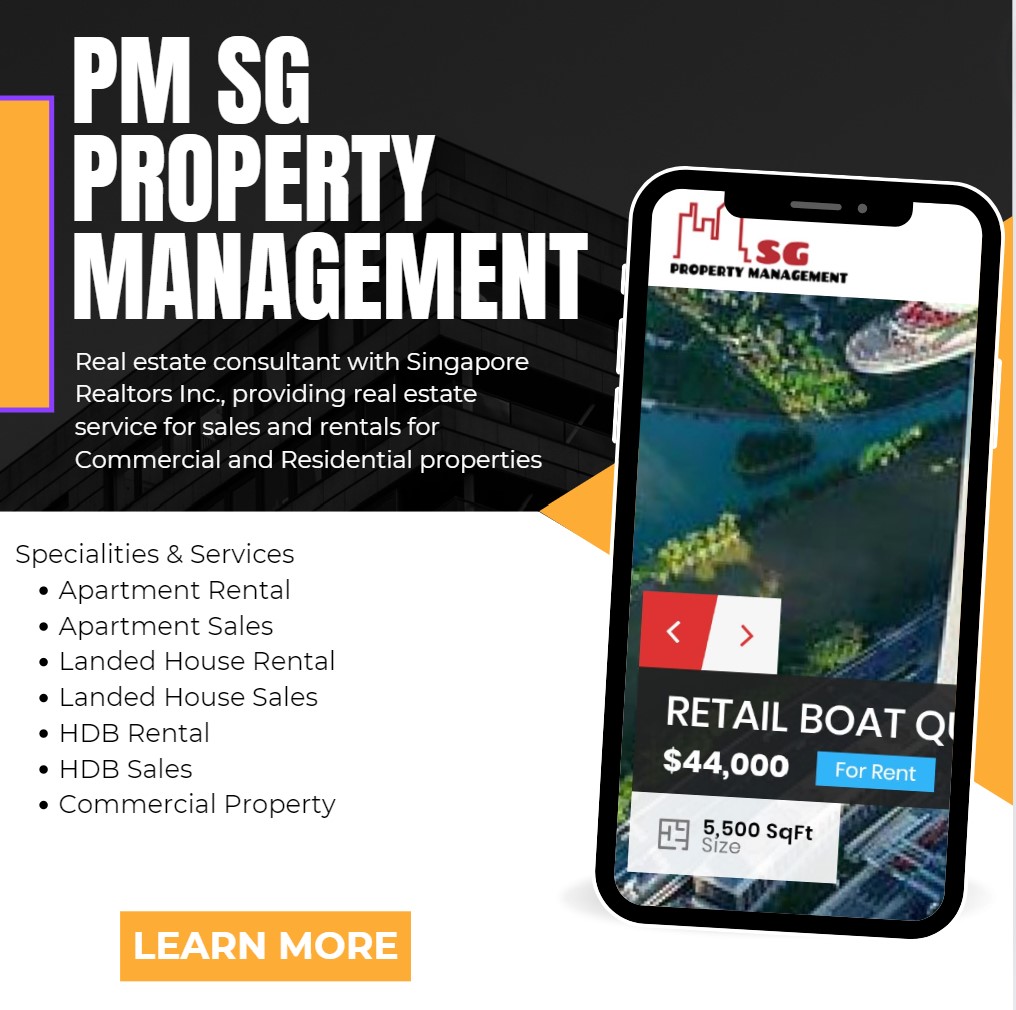 PM SG
PROPERTY
MANAGEMENT
Real estate consultant with Singapore
Realtors Inc., providing real estate
service for sales and rentals for
Commercial and Residential properties
Specialities & Services
• Apartment Rental
• Apartment Sales
• Landed House Rental
• Landed House Sales
• HDB Rental
• HDB Sales
• Commercial Property
LEARN MORE
SG
PROPERTY MANAGEMENT
RETAIL BOAT
$44,000
For Rent
5,500 SqFt
Size